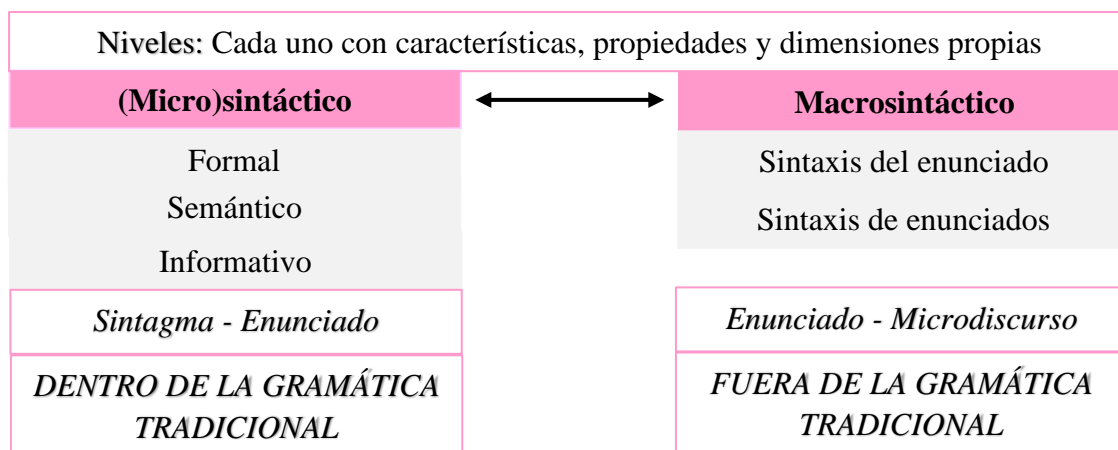 Niveles: Cada uno con características, propiedades y dimensiones propias
(Micro)sintáctico
Formal
Semántico
Informativo
Sintagma - Enunciado
DENTRO DE LA GRAMÁTICA
TRADICIONAL
Macrosintáctico
Sintaxis del enunciado
Sintaxis de enunciados
Enunciado - Microdiscurso
FUERA DE LA GRAMÁTICA
TRADICIONAL